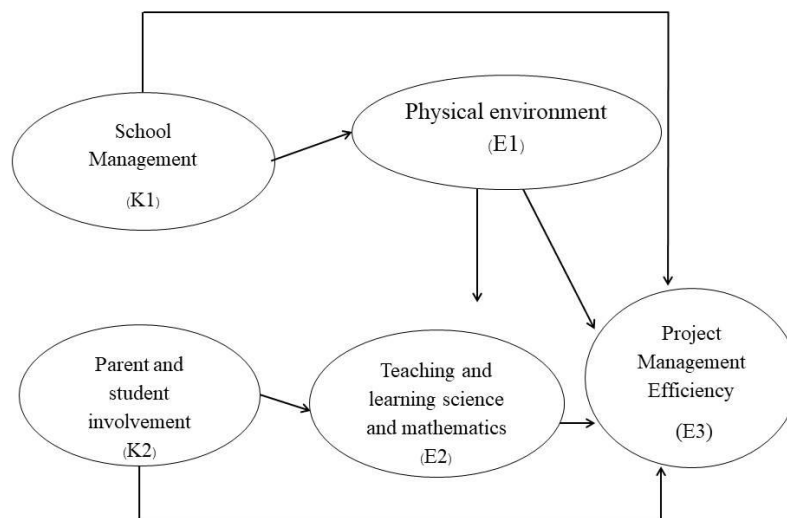 School
Management
(K1)
Physical environment
(E1)
Parent and
student
involvement
(K2)
Teaching and
learning science
and mathematics
(E2)
Project
Management
Efficiency
(E3)